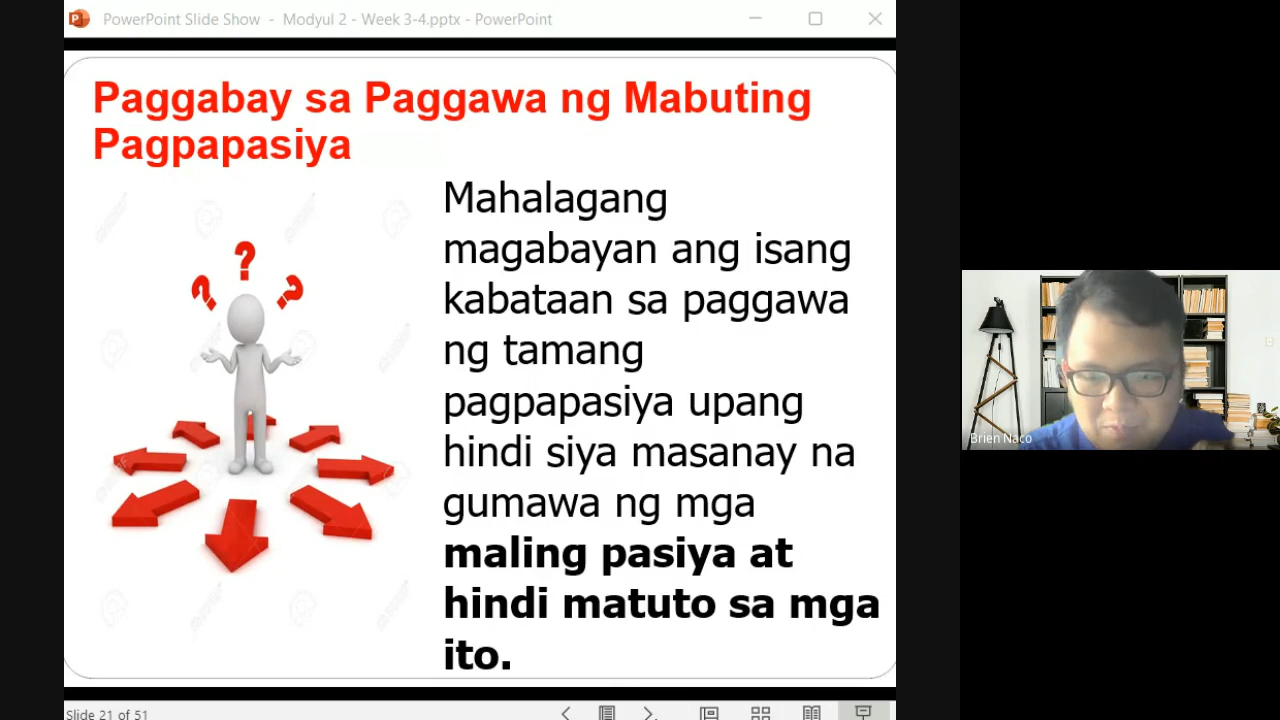 PowerPoint Slide Show - Modyul 2 - Week 3-4.pptx - PowerPoint
Paggabay sa Paggawa ng Mabuting
Pagpapasiya
Mahalagang
magabayan ang isang
kabataan sa paggawa
ng tamang
pagpapasiya upang
hindi siya masanay na
gumawa ng mga
maling pasiya at
hindi matuto sa mga
ito.
? ? ?
Brien Naco
Slide 21 of 51